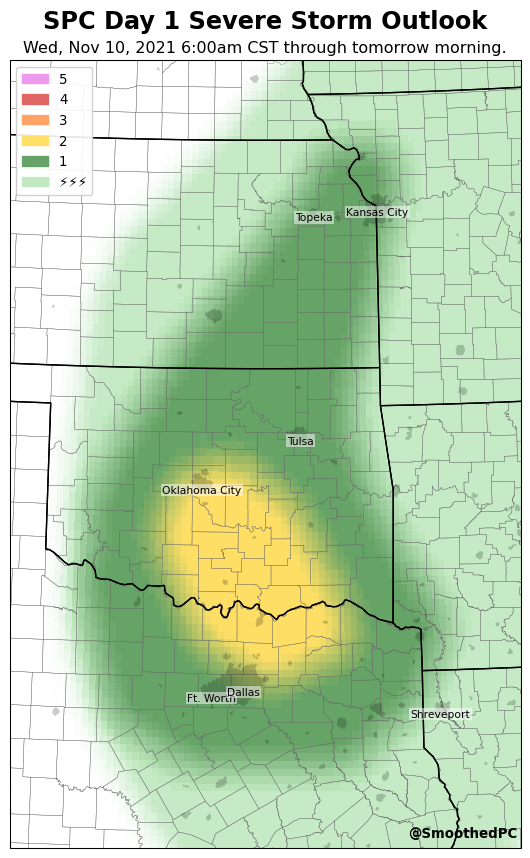 SPC Day 1 Severe Storm Outlook
Wed, Nov 10, 2021 6:00am CST through tomorrow morning.
5
4
3
2
1
⚡⚡⚡
Topeka
Kansas City
Tulsa
Oklahoma City
Dallas
Ft. Worth
Shreveport
@SmoothedPC